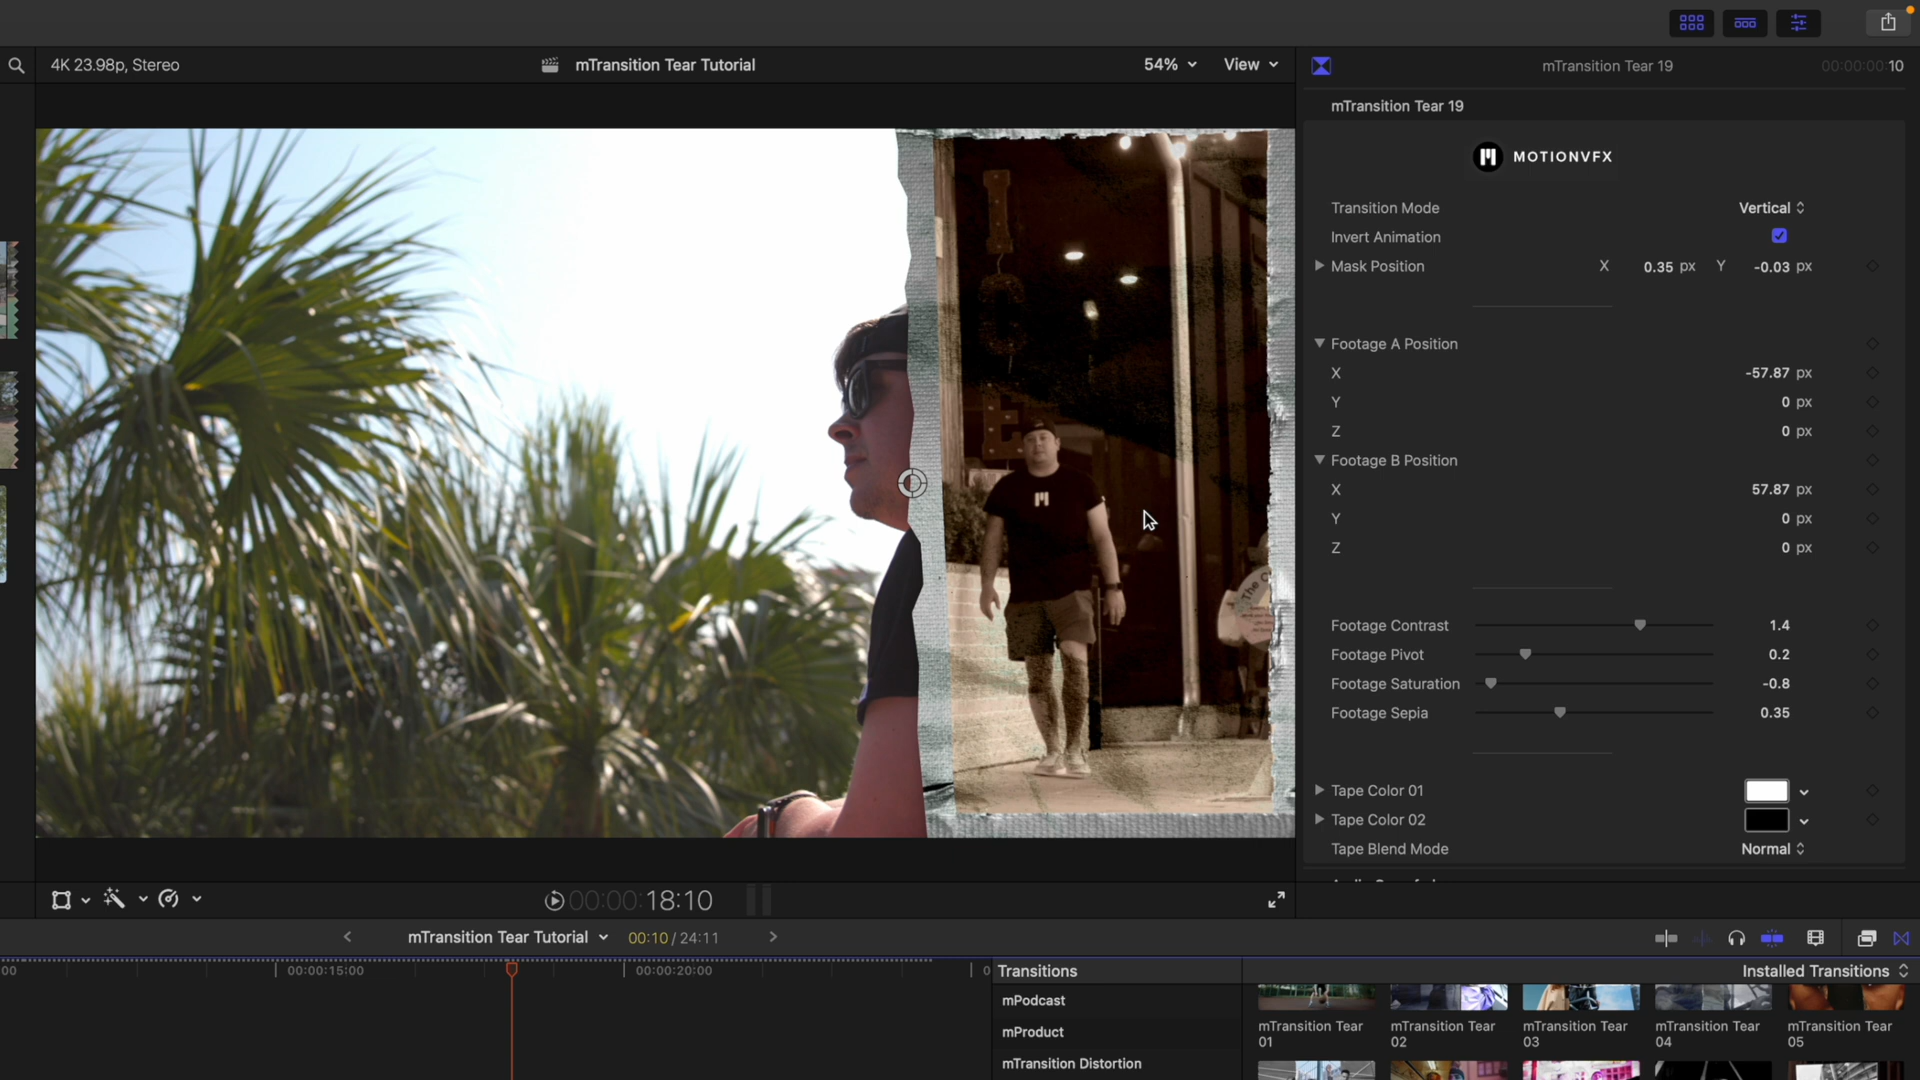 4K 23.98p, Stereo
mTransition Tear Tutorial
54%
View
mTransition Tear 19
00:00:00:10
mTransition Tear 19
MOTIONVFX
Transition Mode
Vertical
Invert Animation
Mask Position
X
0.35 px
Y
-0.03 px
Footage A Position
X
-57.87 px
Y
0 px
Z
0 px
Footage B Position
X
57.87 px
Y
0 px
Z
0 px
Footage Contrast
1.4
Footage Pivot
0.2
Footage Saturation
-0.8
Footage Sepia
0.35
Tape Color 01
Tape Color 02
Tape Blend Mode
Normal
00:00:00:18:10
mTransition Tear Tutorial
00:10 / 24:11
00
00:00:15:00
00:00:20:00
0
Transitions
Installed Transitions
mPodcast
mProduct
mTransition Distortion
mTransition Tear
01
mTransition Tear
02
mTransition Tear
03
mTransition Tear
04
mTransition Tear
05